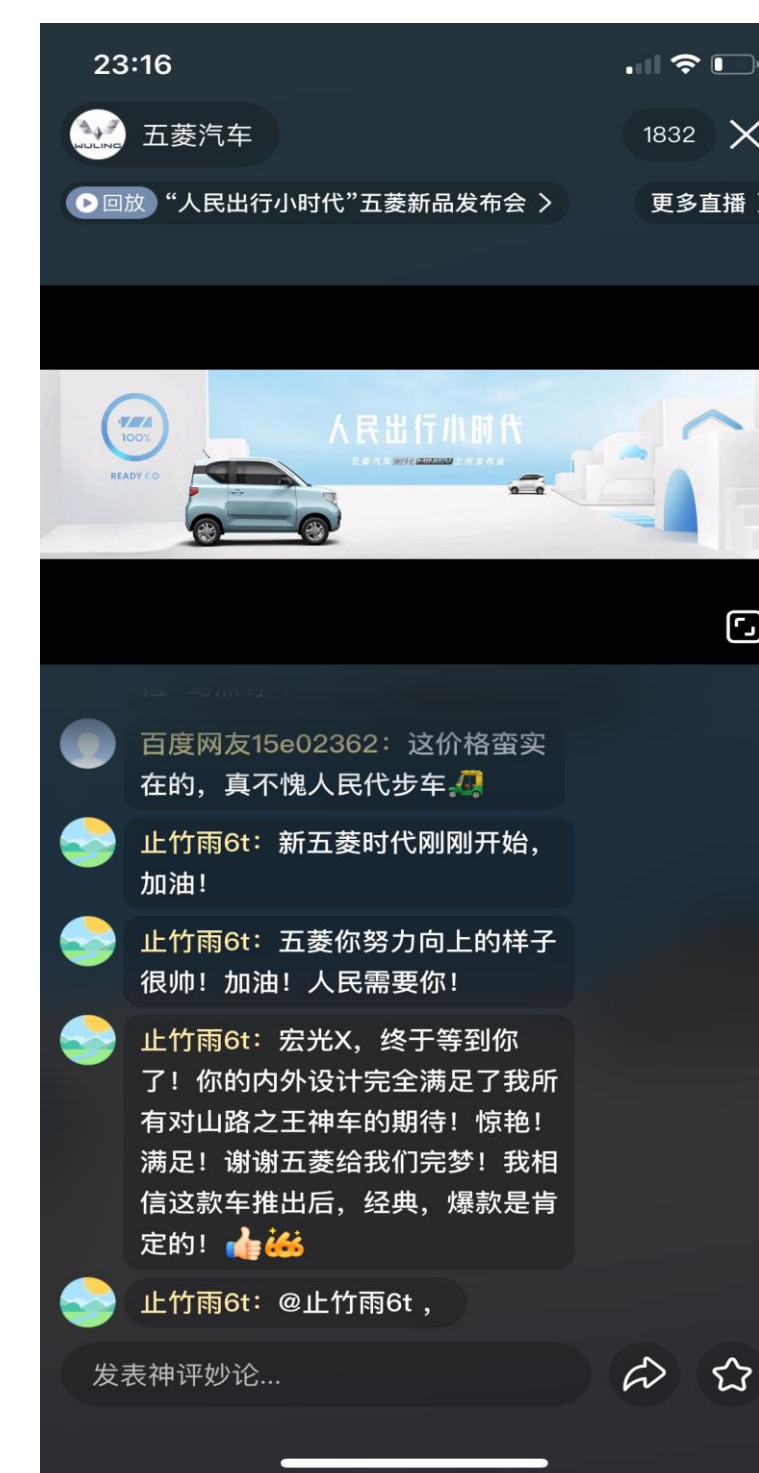 23:16
WULING
五菱汽车
1832
回放
“人民出行小时代”五菱新品发布会
更多直播
100%
READY GO
人民出行小时代
百度网友15e02362：这价格蛮实
在的，真不愧人民代步车
止竹雨6t：新五菱时代刚刚开始，
加油！
止竹雨6t：五菱你努力向上的样子
很帅！加油！人民需要你！
止竹雨6t：宏光X，终于等到你
了！你的内外设计完全满足了我所
有对山路之王神车的期待！惊艳！
满足！谢谢五菱给我们完梦！我相
信这款车推出后，经典，爆款是肯
定的！
止竹雨6t：@止竹雨6t ,
发表神评妙论...